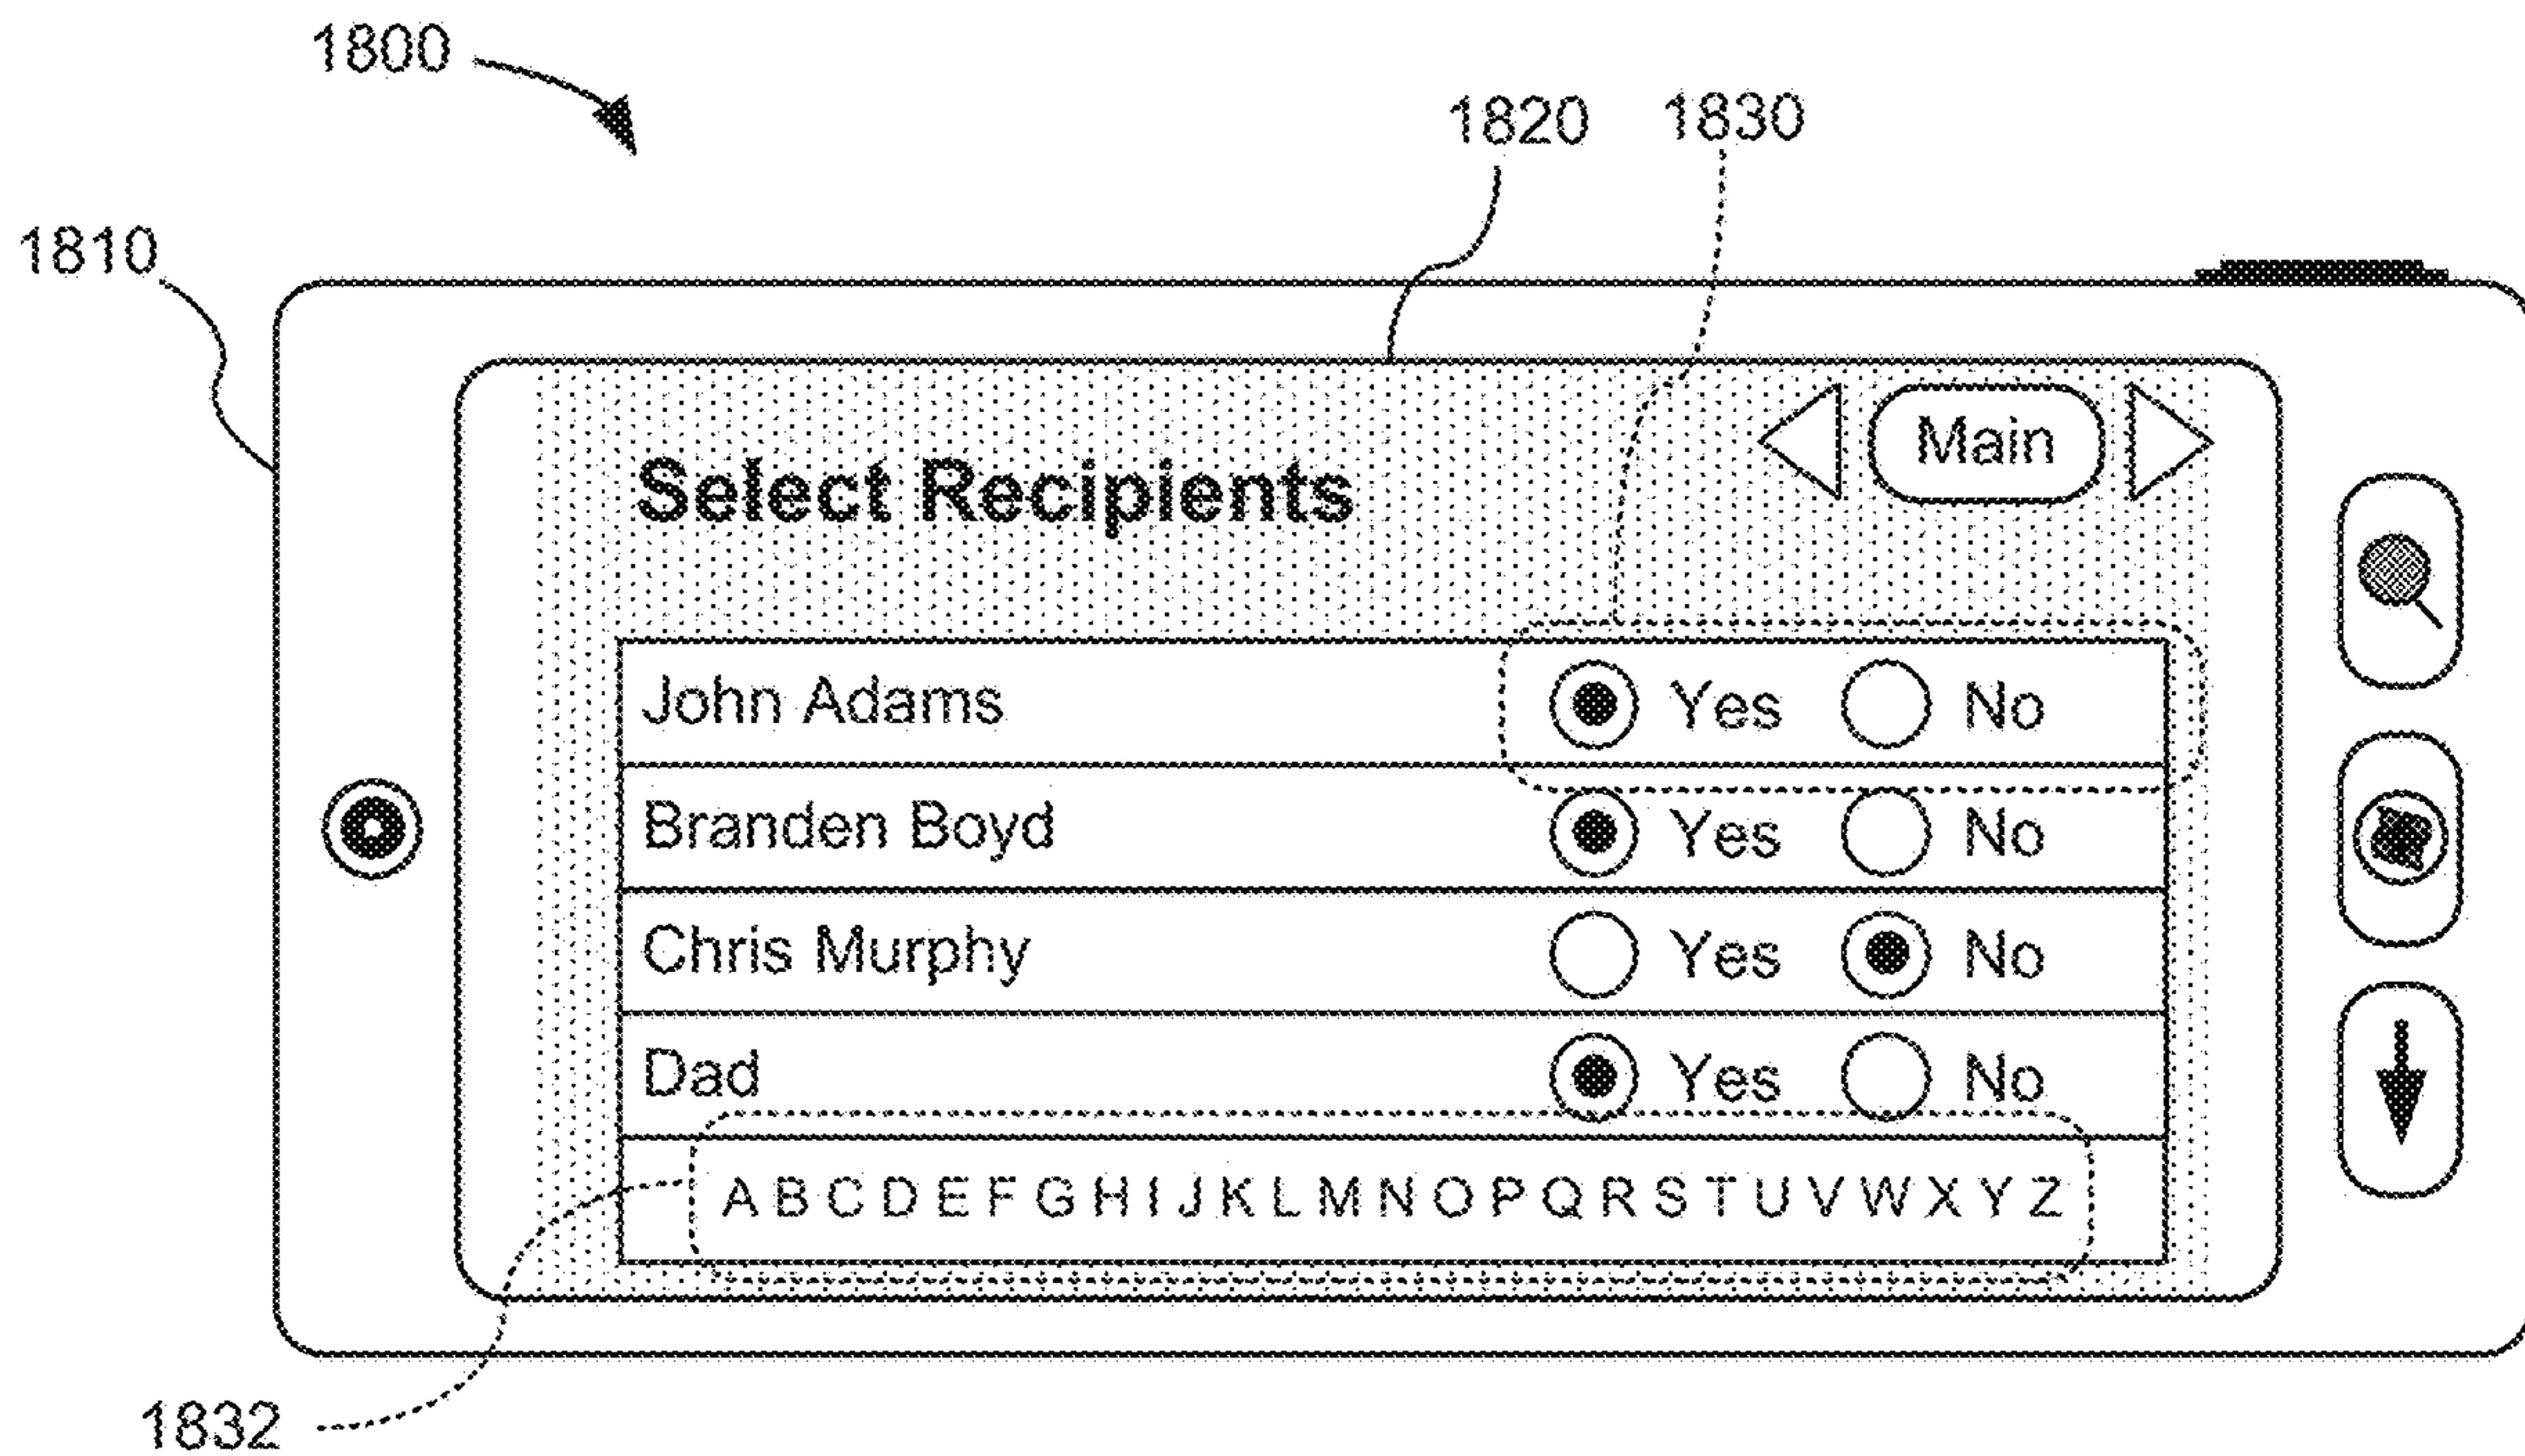 1800
1820 1830
1810
Main
Select Recipients
John Adams Yes No
Branden Boyd Yes No
Chris Murphy Yes No
Dad Yes No
A B C D E F G H I J K L M N O P Q R S T U V W X Y Z
1832